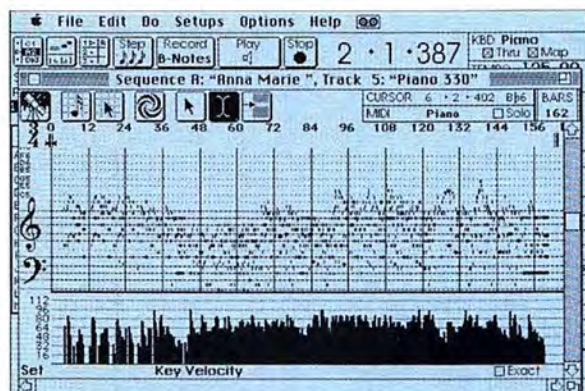 File Edit Do Setups Options Help
Step Record B-Notes Play Stop 2 · 1 · 387 KBD Piano
Thru Map
Sequence A: “Anna Marie ”, Track 5: “Piano 330”
CURSOR 6 · 2 · 402 B♭6 BARS
MIDI Piano Solo 162
3 4 0 12 24 36 48 60 72 84 96 108 120 132 144 156
112
96
80
64
48
32
16
Set Key Velocity Exact